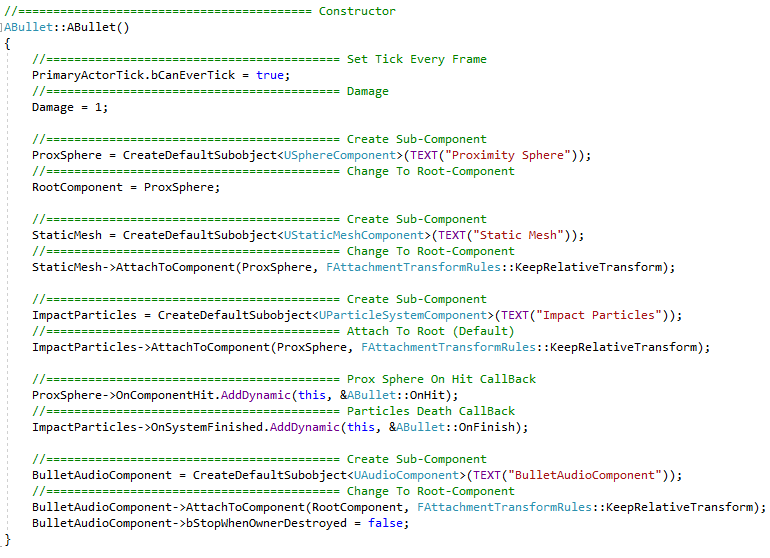 //========================================== Constructor
ABullet::ABullet()
{
//========================================== Set Tick Every Frame
PrimaryActorTick.bCanEverTick = true;
//========================================== Damage
Damage = 1;
//========================================== Create Sub-Component
ProxSphere = CreateDefaultSubobject<USphereComponent>(TEXT("Proximity Sphere"));
//========================================== Change To Root-Component
RootComponent = ProxSphere;
//========================================== Create Sub-Component
StaticMesh = CreateDefaultSubobject<UStaticMeshComponent>(TEXT("Static Mesh"));
//========================================== Change To Root-Component
StaticMesh->AttachToComponent(ProxSphere, FAttachmentTransformRules::KeepRelativeTransform);
//========================================== Create Sub-Component
ImpactParticles = CreateDefaultSubobject<UParticleSystemComponent>(TEXT("Impact Particles"));
//========================================== Attach To Root (Default)
ImpactParticles->AttachToComponent(ProxSphere, FAttachmentTransformRules::KeepRelativeTransform);
//========================================== Prox Sphere On Hit CallBack
ProxSphere->OnComponentHit.AddDynamic(this, &ABullet::OnHit);
//========================================== Particles Death CallBack
ImpactParticles->OnSystemFinished.AddDynamic(this, &ABullet::OnFinish);
//========================================== Create Sub-Component
BulletAudioComponent = CreateDefaultSubobject<UAudioComponent>(TEXT("BulletAudioComponent"));
//========================================== Change To Root-Component
BulletAudioComponent->AttachToComponent(RootComponent, FAttachmentTransformRules::KeepRelativeTransform);
BulletAudioComponent->bStopWhenOwnerDestroyed = false;
}